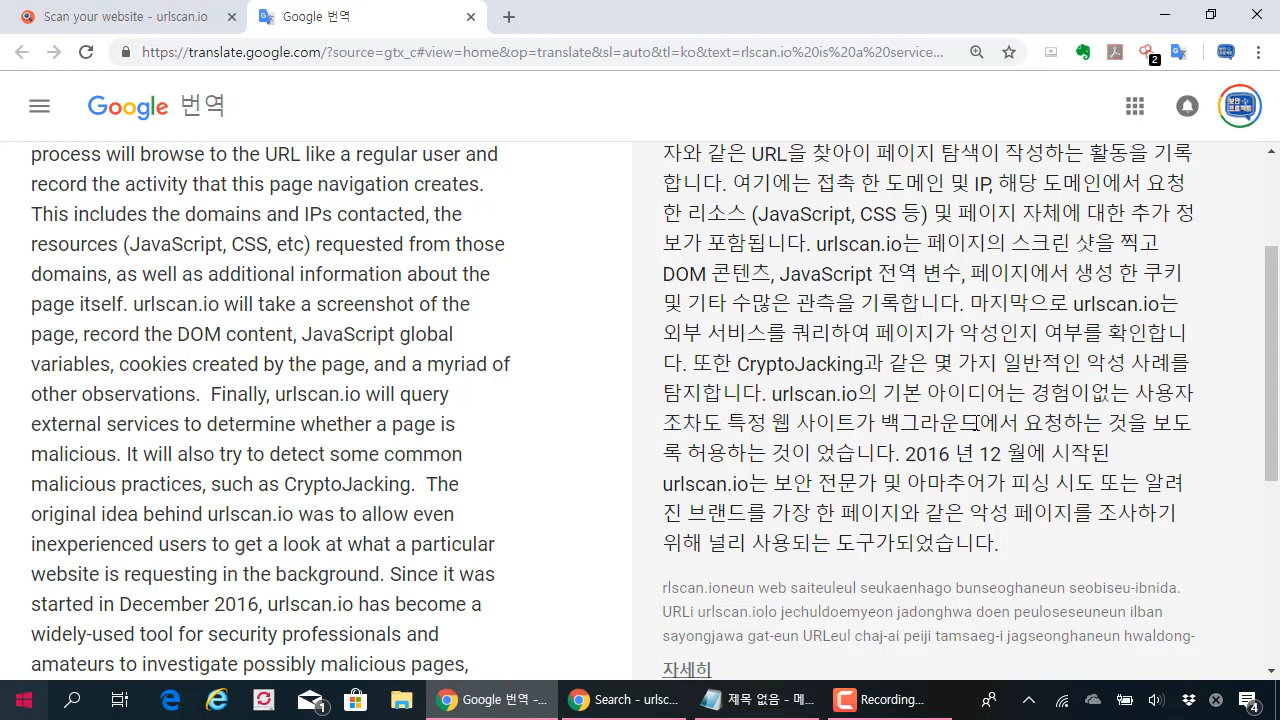 Scan your website - urlscan.io
Google 번역
https://translate.google.com/?source=gtx_c#view=home&op=translate&sl=auto&tl=ko&text=rlscan.io%20is%20a%20service...
2
Google 번역
process will browse to the URL like a regular user and
record the activity that this page navigation creates.
This includes the domains and IPs contacted, the
resources (JavaScript, CSS, etc) requested from those
domains, as well as additional information about the
page itself. urlscan.io will take a screenshot of the
page, record the DOM content, JavaScript global
variables, cookies created by the page, and a myriad of
other observations.  Finally, urlscan.io will query
external services to determine whether a page is
malicious. It will also try to detect some common
malicious practices, such as CryptoJacking.  The
original idea behind urlscan.io was to allow even
inexperienced users to get a look at what a particular
website is requesting in the background. Since it was
started in December 2016, urlscan.io has become a
widely-used tool for security professionals and
amateurs to investigate possibly malicious pages,
자와 같은 URL을 찾아이 페이지 탐색이 작성하는 활동을 기록
합니다. 여기에는 접촉 한 도메인 및 IP, 해당 도메인에서 요청
한 리소스 (JavaScript, CSS 등) 및 페이지 자체에 대한 추가 정
보가 포함됩니다. urlscan.io는 페이지의 스크린 샷을 찍고
DOM 콘텐츠, JavaScript 전역 변수, 페이지에서 생성 한 쿠키
및 기타 수많은 관측을 기록합니다. 마지막으로 urlscan.io는
외부 서비스를 쿼리하여 페이지가 악성인지 여부를 확인합니
다. 또한 CryptoJacking과 같은 몇 가지 일반적인 악성 사례를
탐지합니다. urlscan.io의 기본 아이디어는 경험이없는 사용자
조차도 특정 웹 사이트가 백그라운드에서 요청하는 것을 보도
록 허용하는 것이 었습니다. 2016 년 12 월에 시작된
urlscan.io는 보안 전문가 및 아마추어가 피싱 시도 또는 알려
진 브랜드를 가장 한 페이지와 같은 악성 페이지를 조사하기
위해 널리 사용되는 도구가되었습니다.
rlscan.ioneun web saiteuleul seukaenhago bunseoghaneun seobiseu-ibnida.
URLi urlscan.iolo jechuldoemyeon jadonghwa doen peuloseseuneun ilban
sayongjawa gat-eun URLeul chaj-ai peiji tamsaeg-i jagseonghaneun hwaldong-
자세히
1
Google 번역 -...
Search - urlsc...
제목 없음 - 메...
Recording...
4